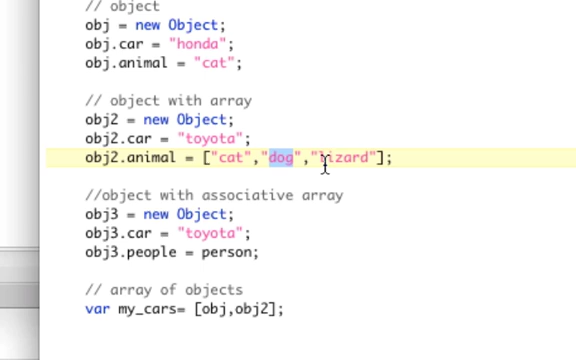 // object
obj = new Object;
obj.car = "honda";
obj.animal = "cat";
// object with array
obj2 = new Object;
obj2.car = "toyota";
obj2.animal = ["cat","dog","lizard"];
//object with associative array
obj3 = new Object;
obj3.car = "toyota";
obj3.people = person;
// array of objects
var my_cars= [obj,obj2];